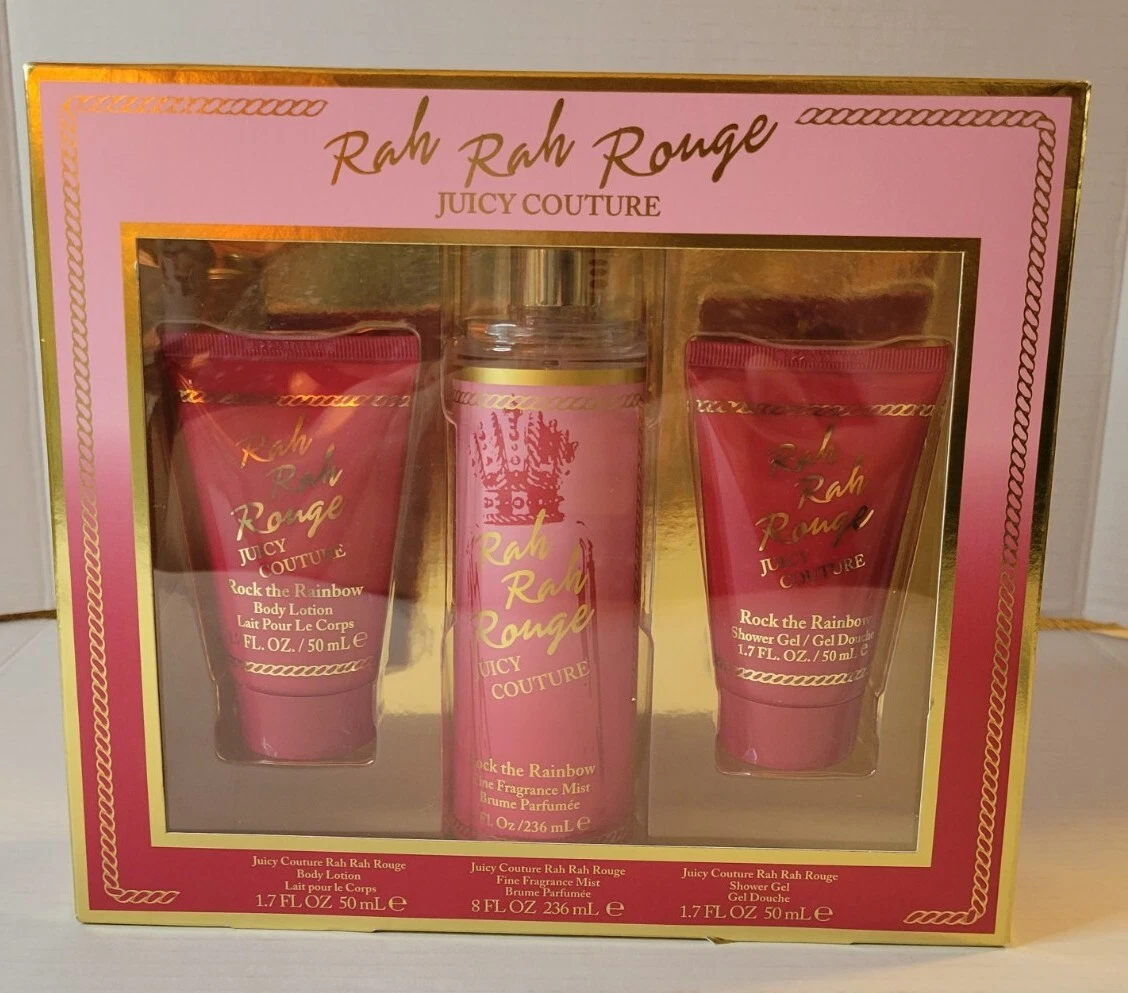 Rah Rah Rouge
JUICY COUTURE
Rah
Rah
Rouge
JUICY
COUTURE
Rock the Rainbow
Body Lotion
Lait Pour Le Corps
FL. OZ. / 50 mL ℮
Rah
Rah
Rouge
JUICY
COUTURE
the Rainbow
Fragrance Mist
Brume Parfumée
FL Oz /236 mL ℮
Rah
Rah
Rouge
JUICY
COUTURE
Rock the Rainbow
Shower Gel / Gel Douche
1.7 FL. OZ. / 50 mL ℮
Juicy Couture Rah Rah Rouge
Body Lotion
Lait pour le Corps
1.7 FL OZ 50 mL ℮
Juicy Couture Rah Rah Rouge
Fine Fragrance Mist
Brume Parfumée
8 FL OZ 236 mL ℮
Juicy Couture Rah Rah Rouge
Shower Gel
Gel Douche
1.7 FL OZ 50 mL ℮